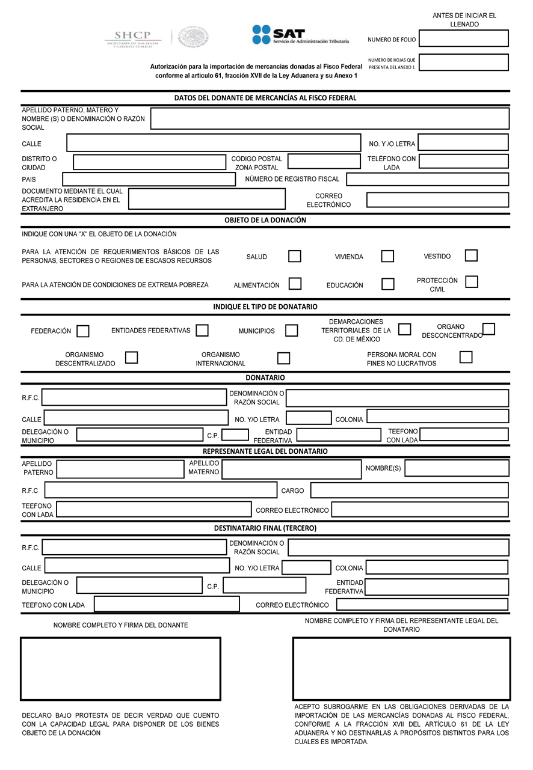 ANTES DE INICIAR EL
LLENADO
SHCP
SAT
Servicio de Administración Tributaria
NUMERO DE FOLIO
NUMERO DE HOJAS QUE
PRESENTA DEL ANEXO 1
Autorización para la importación de mercancías donadas al Fisco Federal
conforme al artículo 61, fracción XVII de la Ley Aduanera y su Anexo 1
DATOS DEL DONANTE DE MERCANCÍAS AL FISCO FEDERAL
APELLIDO PATERNO, MATERO Y
NOMBRE (S) O DENOMINACIÓN O RAZÓN
SOCIAL
CALLE
NO. Y /O LETRA
DISTRITO O
CIUDAD
CODIGO POSTAL
ZONA POSTAL
TELÉFONO CON
LADA
PAIS
NÚMERO DE REGISTRO FISCAL
DOCUMENTO MEDIANTE EL CUAL
ACREDITA LA RESIDENCIA EN EL
EXTRANJERO
CORREO
ELECTRÓNICO
OBJETO DE LA DONACIÓN
INDIQUE CON UNA "X" EL OBJETO DE LA DONACIÓN
PARA LA ATENCIÓN DE REQUERIMIENTOS BÁSICOS DE LAS
PERSONAS, SECTORES O REGIONES DE ESCASOS RECURSOS
SALUD
VIVIENDA
VESTIDO
PARA LA ATENCIÓN DE CONDICIONES DE EXTREMA POBREZA
ALIMENTACIÓN
EDUCACIÓN
PROTECCIÓN
CIVIL
INDIQUE EL TIPO DE DONATARIO
FEDERACIÓN
ENTIDADES FEDERATIVAS
MUNICIPIOS
DEMARCACIONES
TERRITORIALES DE LA
CD. DE MÉXICO
ORGANO
DESCONCENTRADO
ORGANISMO
DESCENTRALIZADO
ORGANISMO
INTERNACIONAL
PERSONA MORAL CON
FINES NO LUCRATIVOS
DONATARIO
R.F.C.
DENOMINACIÓN O
RAZÓN SOCIAL
CALLE
NO. Y/O LETRA
COLONIA
DELEGACIÓN O
MUNICIPIO
C.P.
ENTIDAD
FEDERATIVA
TEEFONO
CON LADA
REPRESENANTE LEGAL DEL DONATARIO
APELLIDO
PATERNO
APELLIDO
MATERNO
NOMBRE(S)
R.F.C
CARGO
TEEFONO
CON LADA
CORREO ELECTRÓNICO
DESTINATARIO FINAL (TERCERO)
R.F.C.
DENOMINACIÓN O
RAZÓN SOCIAL
CALLE
NO. Y/O LETRA
COLONIA
DELEGACIÓN O
MUNICIPIO
C.P.
ENTIDAD
FEDERATIVA
TEEFONO CON LADA
CORREO ELECTRÓNICO
NOMBRE COMPLETO Y FIRMA DEL DONANTE
NOMBRE COMPLETO Y FIRMA DEL REPRESENTANTE LEGAL DEL
DONATARIO
DECLARO BAJO PROTESTA DE DECIR VERDAD QUE CUENTO
CON LA CAPACIDAD LEGAL PARA DISPONER DE LOS BIENES
OBJETO DE LA DONACIÓN
ACEPTO SUBROGARME EN LAS OBLIGACIONES DERIVADAS DE LA
IMPORTACIÓN DE LAS MERCANCÍAS DONADAS AL FISCO FEDERAL,
CONFORME A LA FRACCIÓN XVII DEL ARTÍCULO 61 DE LA LEY
ADUANERA Y NO DESTINARLAS A PROPÓSITOS DISTINTOS PARA LOS
CUALES ES IMPORTADA.